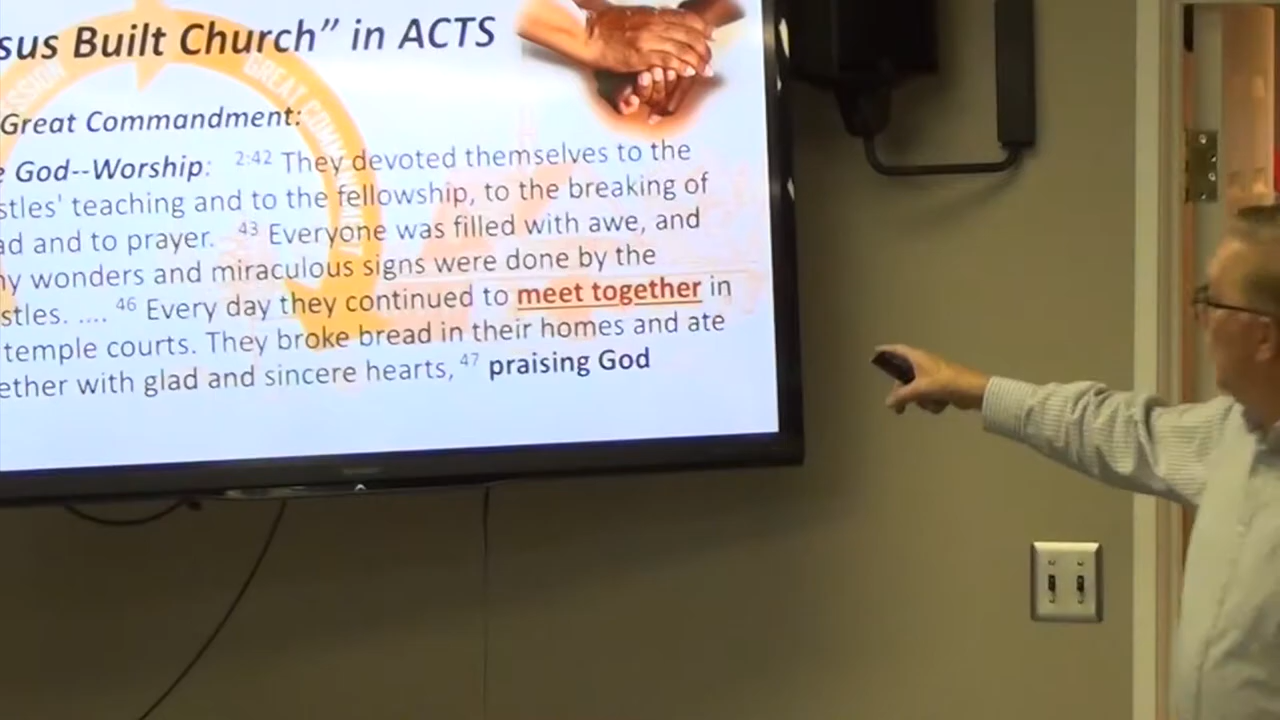 sus Built Church” in ACTS
Great Commandment:
God--Worship: 2:42 They devoted themselves to the
stles' teaching and to the fellowship, to the breaking of
ad and to prayer. 43 Everyone was filled with awe, and
y wonders and miraculous signs were done by the
stles. .... 46 Every day they continued to meet together in
temple courts. They broke bread in their homes and ate
ether with glad and sincere hearts, 47 praising God
GREAT COMMANDMENT